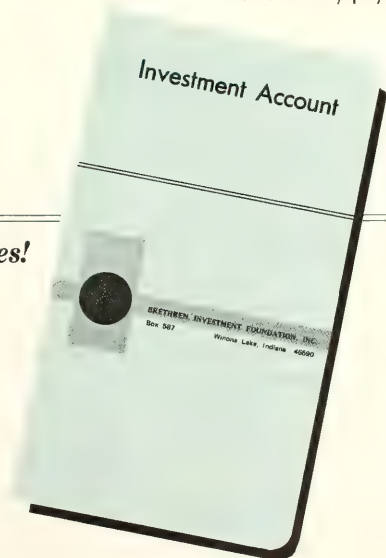 Investment Account
es!
BRETHREN INVESTMENT FOUNDATION, INC.
Box 587 Winona Lake, Indiana 46590